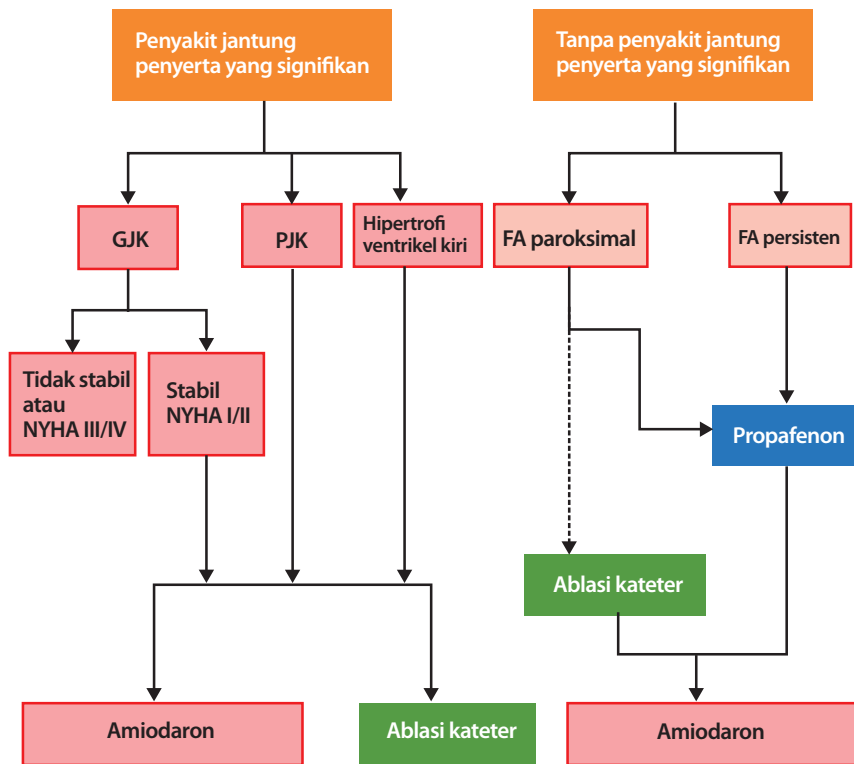 Penyakit jantung
penyerta yang signifikan
Tanpa penyakit jantung
penyerta yang signifikan
GJK
PJK
Hipertrofi
ventrikel kiri
FA paroksimal
FA persisten
Tidak stabil
atau
NYHA III/IV
Stabil
NYHA I/II
Propafenon
Ablasi kateter
Amiodaron
Ablasi kateter
Amiodaron